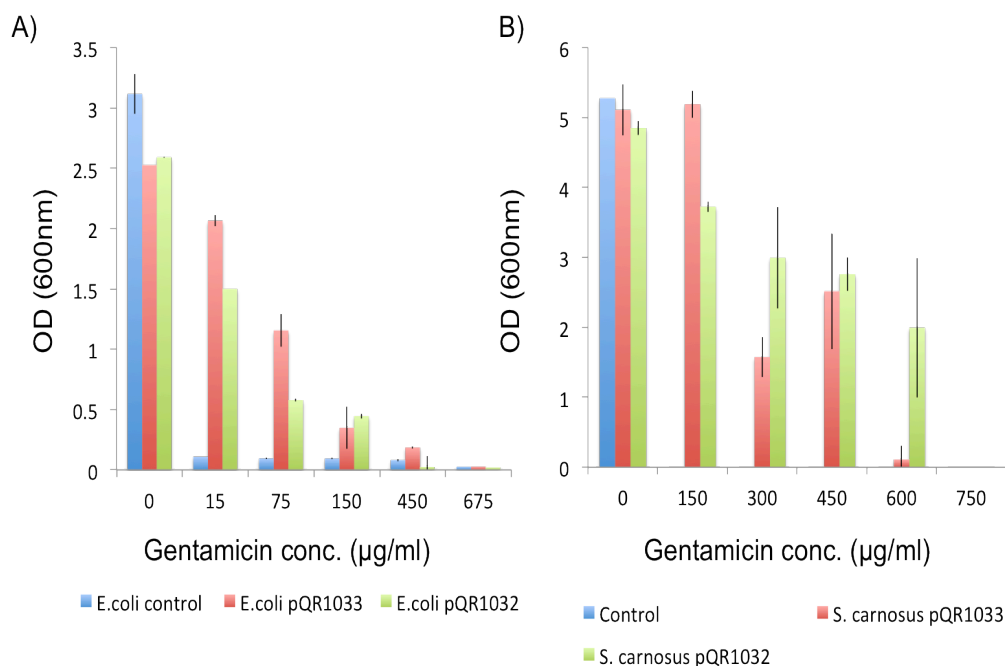 A)
3.5
3
2.5
2
1.5
1
0.5
0
OD (600nm)
0 15 75 150 450 675
Gentamicin conc. (µg/ml)
E.coli control E.coli pQR1033 E.coli pQR1032
B)
6
5
4
3
2
1
0
OD (600nm)
0 150 300 450 600 750
Gentamicin conc. (µg/ml)
Control S. carnosus pQR1033
S. carnosus pQR1032